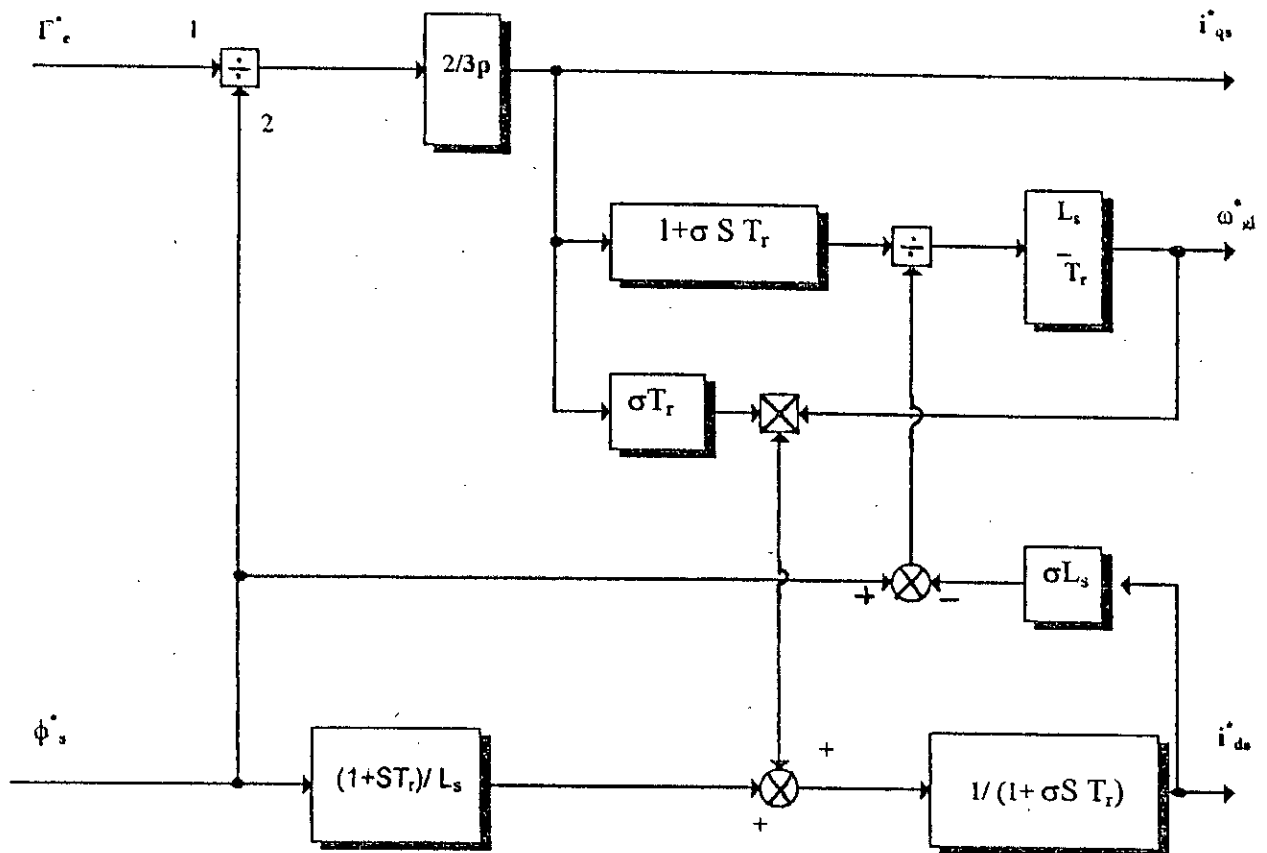 Γ*e 1 i*qs
÷ 2/3p
2
1+σ S Tr ÷ Ls ω*gl
– Tr
σTr
+ – σLs
φ*s i*ds
(1+STr)/ Ls + 1/ (1+ σS Tr)
+